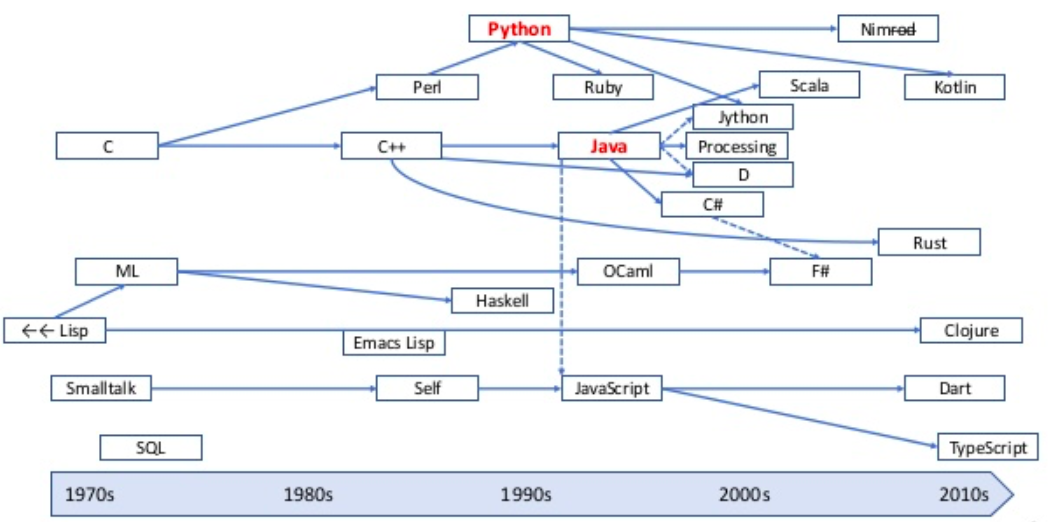 Python
Nimrod
Perl
Ruby
Scala
Kotlin
Jython
C
C++
Java
Processing
D
C#
Rust
ML
OCaml
F#
Haskell
←← Lisp
Clojure
Emacs Lisp
Smalltalk
Self
JavaScript
Dart
SQL
TypeScript
1970s
1980s
1990s
2000s
2010s